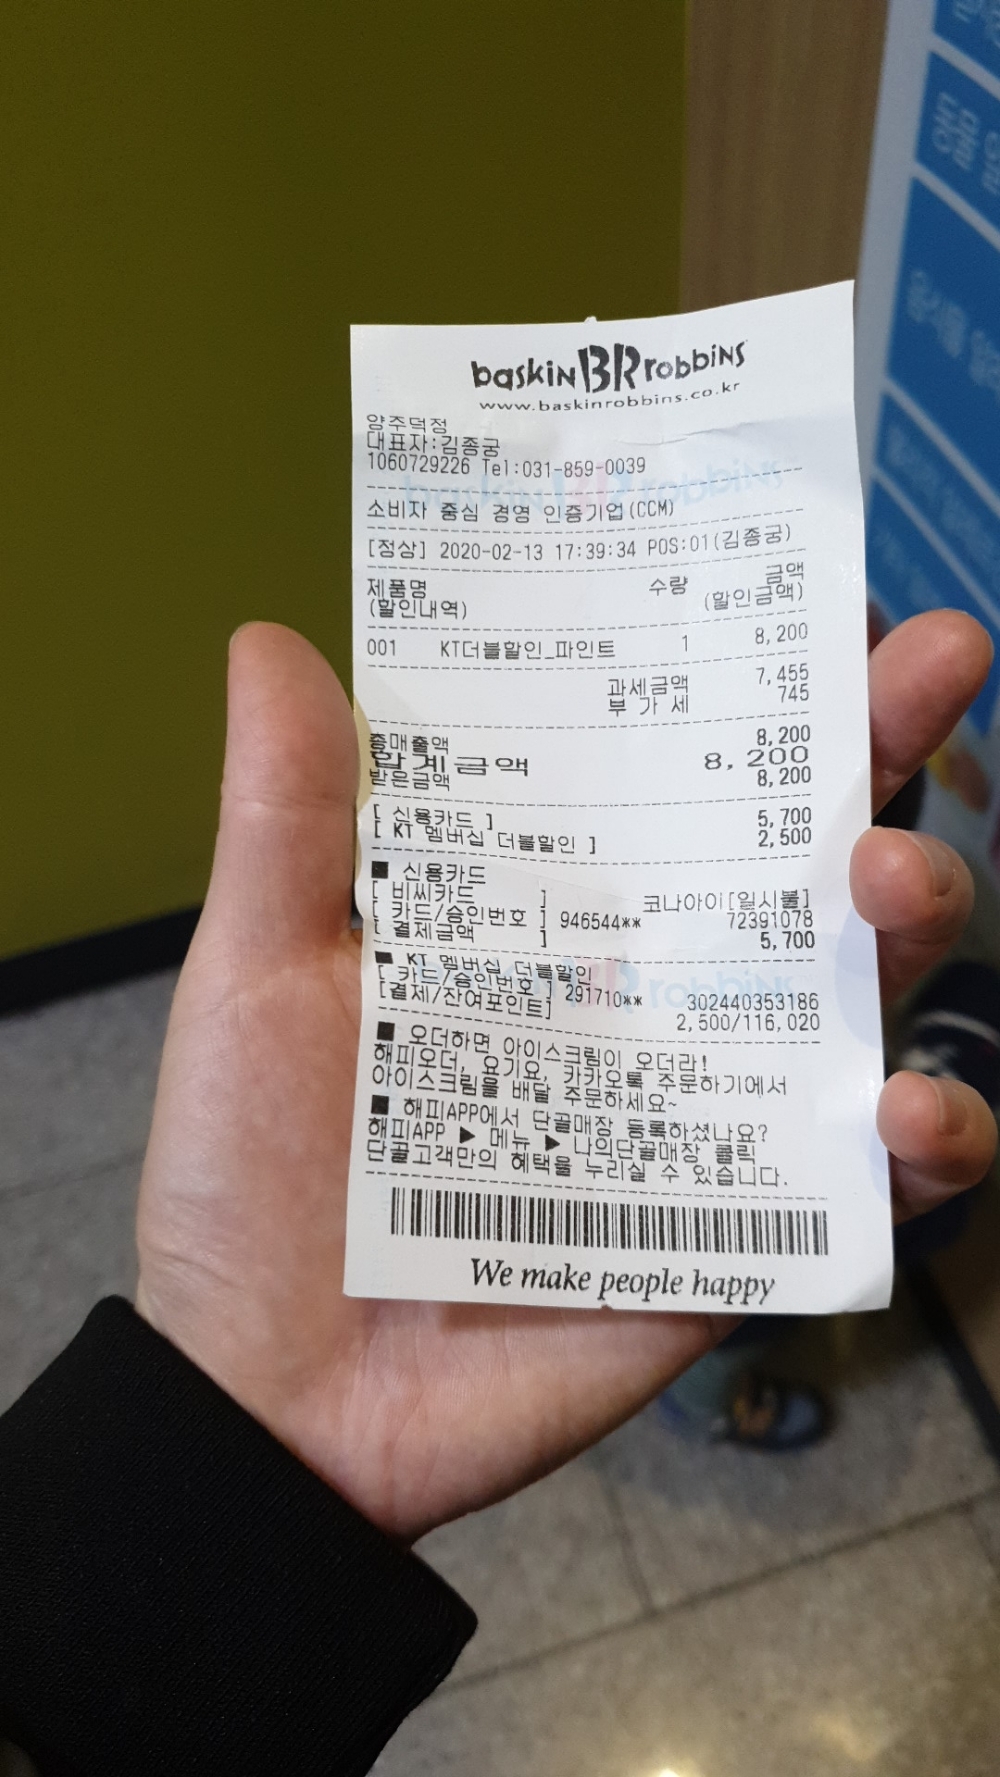 baskin BR robbins
www.baskinrobbins.co.kr
양주덕정
대표자:김종궁
1060729226 Tel:031-859-0039
소비자 중심 경영 인증기업(CCM)
[정상] 2020-02-13 17:39:34 POS:01(김종궁)
제품명 수량 금액
(할인내역) (할인금액)
001 KT더블할인_파인트 1 8,200
과세금액 7,455
부 가 세 745
총매출액 8,200
합계금액 8,200
받은금액 8,200
[ 신용카드 ] 5,700
[ KT 멤버십 더블할인 ] 2,500
■ 신용카드
[ 비씨카드 ] 코나아이[일시불]
[ 카드/승인번호 ] 946544** 72391078
[ 결제금액 ] 5,700
■ KT 멤버십 더블할인
[ 카드/승인번호 ] 291710** 302440353186
[결제/잔여포인트] 2,500/116,020
■ 오더하면 아이스크림이 오더라!
해피오더, 요기요, 카카오톡 주문하기에서
아이스크림을 배달 주문하세요~
■ 해피APP에서 단골매장 등록하셨나요?
해피APP ▶ 메뉴 ▶ 나의단골매장 클릭
단골고객만의 혜택을 누리실 수 있습니다.
We make people happy